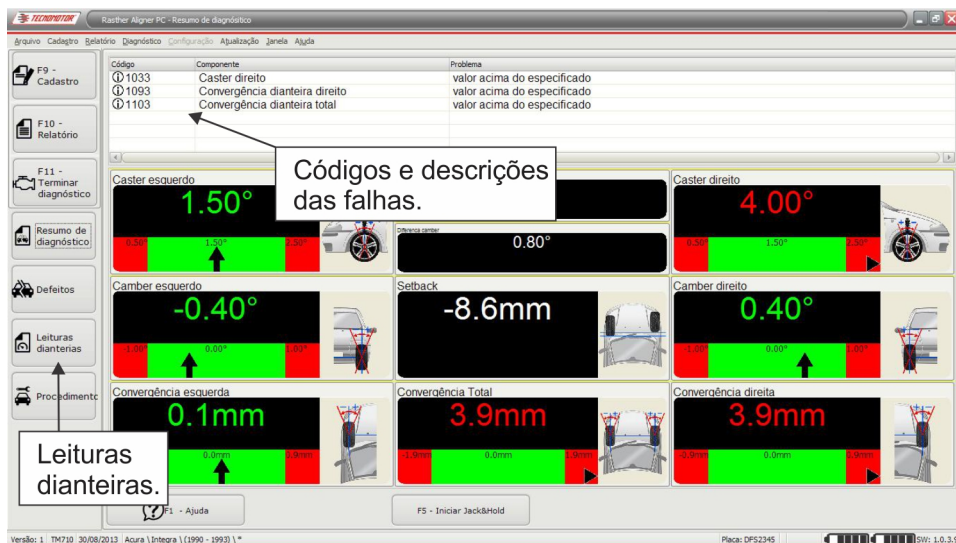 TECNOMOTOR
Rasther Aligner PC - Resumo de diagnóstico
Arquivo Cadastro Relatório Diagnóstico Configuração Atualização Janela Ajuda
F9 -
Cadastro
F10 -
Relatório
F11 -
Terminar
diagnóstico
Resumo de
diagnóstico
Defeitos
Leituras
dianterias
Procedimento
Código Componente Problema
1033 Caster direito valor acima do especificado
1093 Convergência dianteira direito valor acima do especificado
1103 Convergência dianteira total valor acima do especificado
Códigos e descrições
das falhas.
Caster esquerdo
1.50°
0.50° 1.50° 2.50°
Diferença camber
0.80°
Caster direito
4.00°
0.50° 1.50° 2.50°
Camber esquerdo
-0.40°
-1.00° 0.00° 1.00°
Setback
-8.6mm
Camber direito
0.40°
-1.00° 0.00° 1.00°
Convergência esquerda
0.1mm
0.0mm 0.9mm
Convergência Total
3.9mm
-1.9mm 0.0mm 1.9mm
Convergência direita
3.9mm
-0.9mm 0.0mm 0.9mm
Leituras
dianteiras.
F1 - Ajuda
F5 - Iniciar Jack&Hold
Versão: 1 TM710 30/08/2013 Acura \ Integra \ (1990 - 1993) \ *
Placa: DFS2345
SW: 1.0.3.9